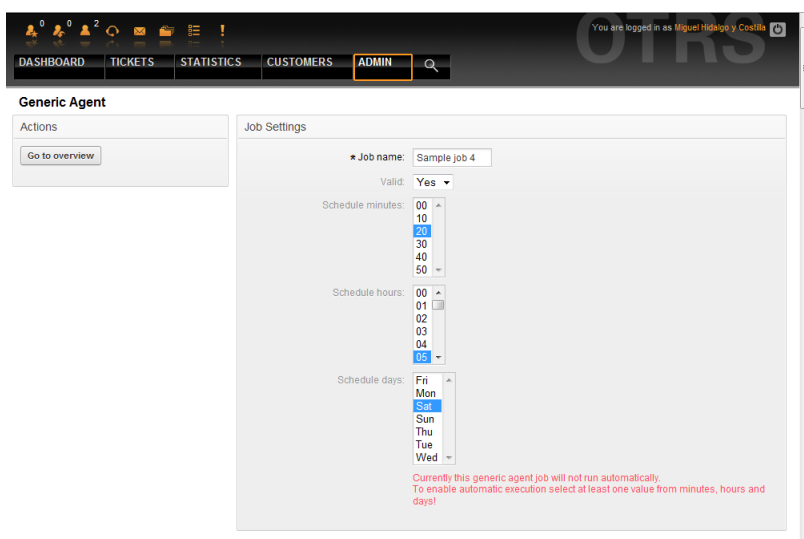 0 0 2
You are logged in as Miguel Hidalgo y Costilla
OTRS
DASHBOARD TICKETS STATISTICS CUSTOMERS ADMIN
Generic Agent
Actions
Go to overview
Job Settings
* Job name: Sample job 4
Valid: Yes
Schedule minutes: 00
10
20
30
40
50
Schedule hours: 00
01
02
03
04
05
Schedule days: Fri
Mon
Sat
Sun
Thu
Tue
Wed
Currently this generic agent job will not run automatically.
To enable automatic execution select at least one value from minutes, hours and
days!